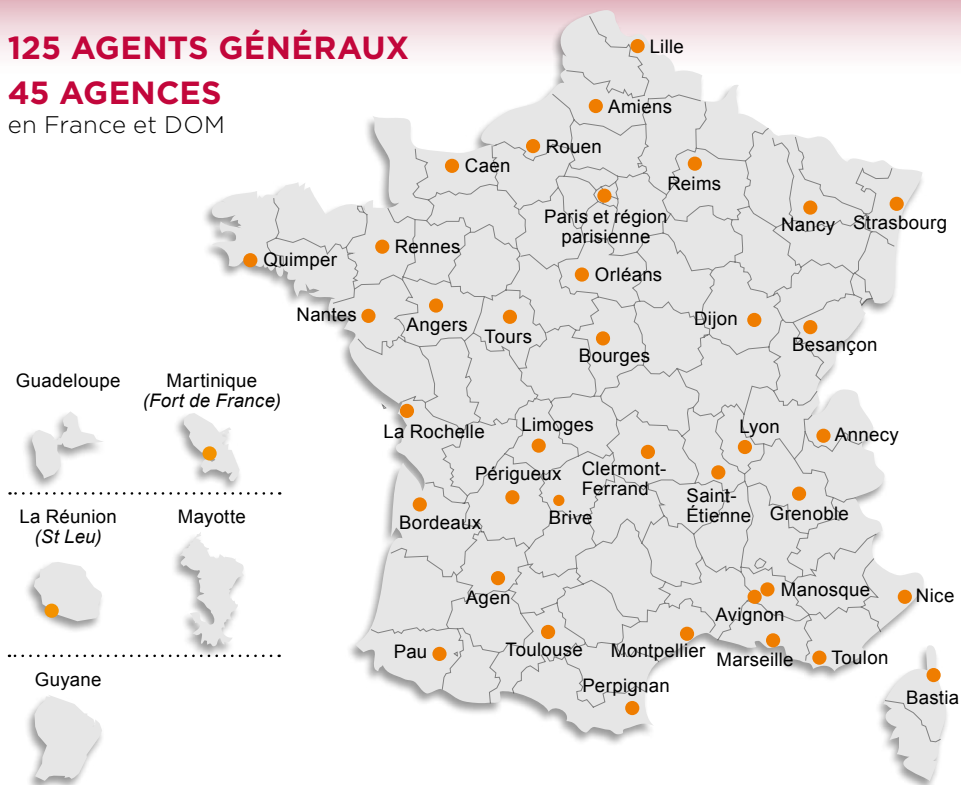 125 AGENTS GÉNÉRAUX
45 AGENCES
en France et DOM
Lille
Amiens
Rouen
Caen
Reims
Paris et région
parisienne
Nancy
Strasbourg
Rennes
Quimper
Orléans
Nantes
Angers
Tours
Dijon
Bourges
Besançon
Guadeloupe
Martinique
(Fort de France)
La Rochelle
Limoges
Lyon
Annecy
Périgueux
Clermont-
Ferrand
Saint-
Étienne
Grenoble
Bordeaux
Brive
La Réunion
(St Leu)
Mayotte
Agen
Manosque
Avignon
Nice
Pau
Toulouse
Montpellier
Marseille
Toulon
Guyane
Perpignan
Bastia